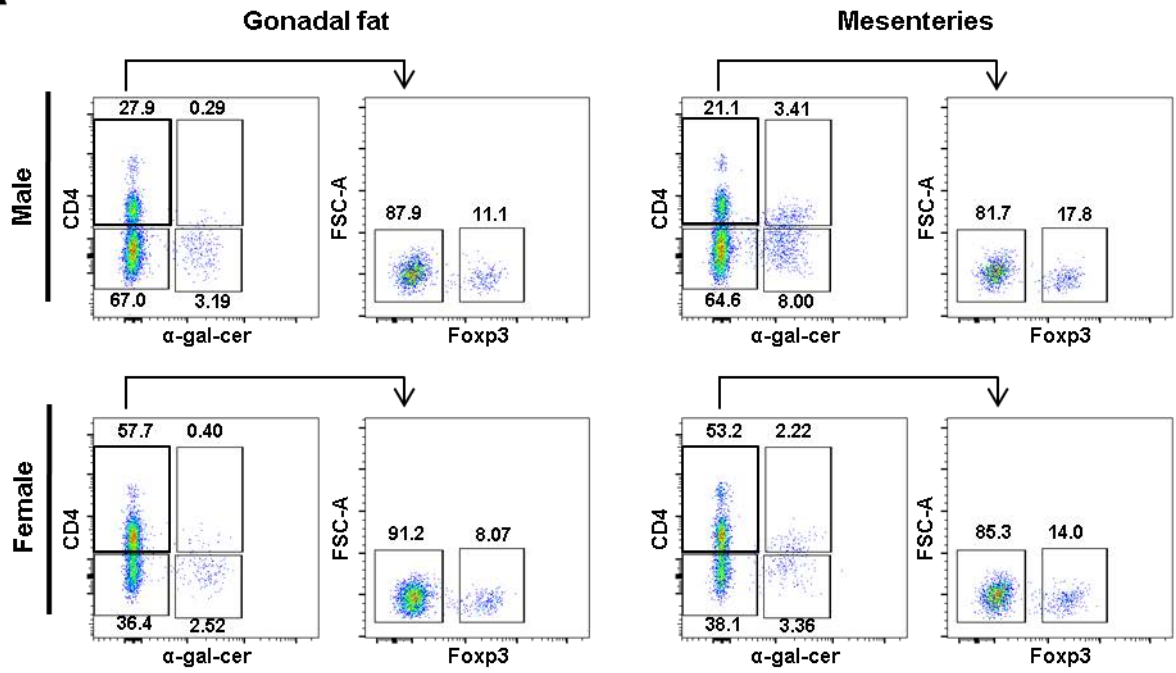 Gonadal fat
Mesenteries
Male
27.9 0.29
CD4
67.0 3.19
α-gal-cer
FSC-A
87.9 11.1
Foxp3
21.1 3.41
CD4
64.6 8.00
α-gal-cer
FSC-A
81.7 17.8
Foxp3
Female
57.7 0.40
CD4
36.4 2.52
α-gal-cer
FSC-A
91.2 8.07
Foxp3
53.2 2.22
CD4
38.1 3.36
α-gal-cer
FSC-A
85.3 14.0
Foxp3